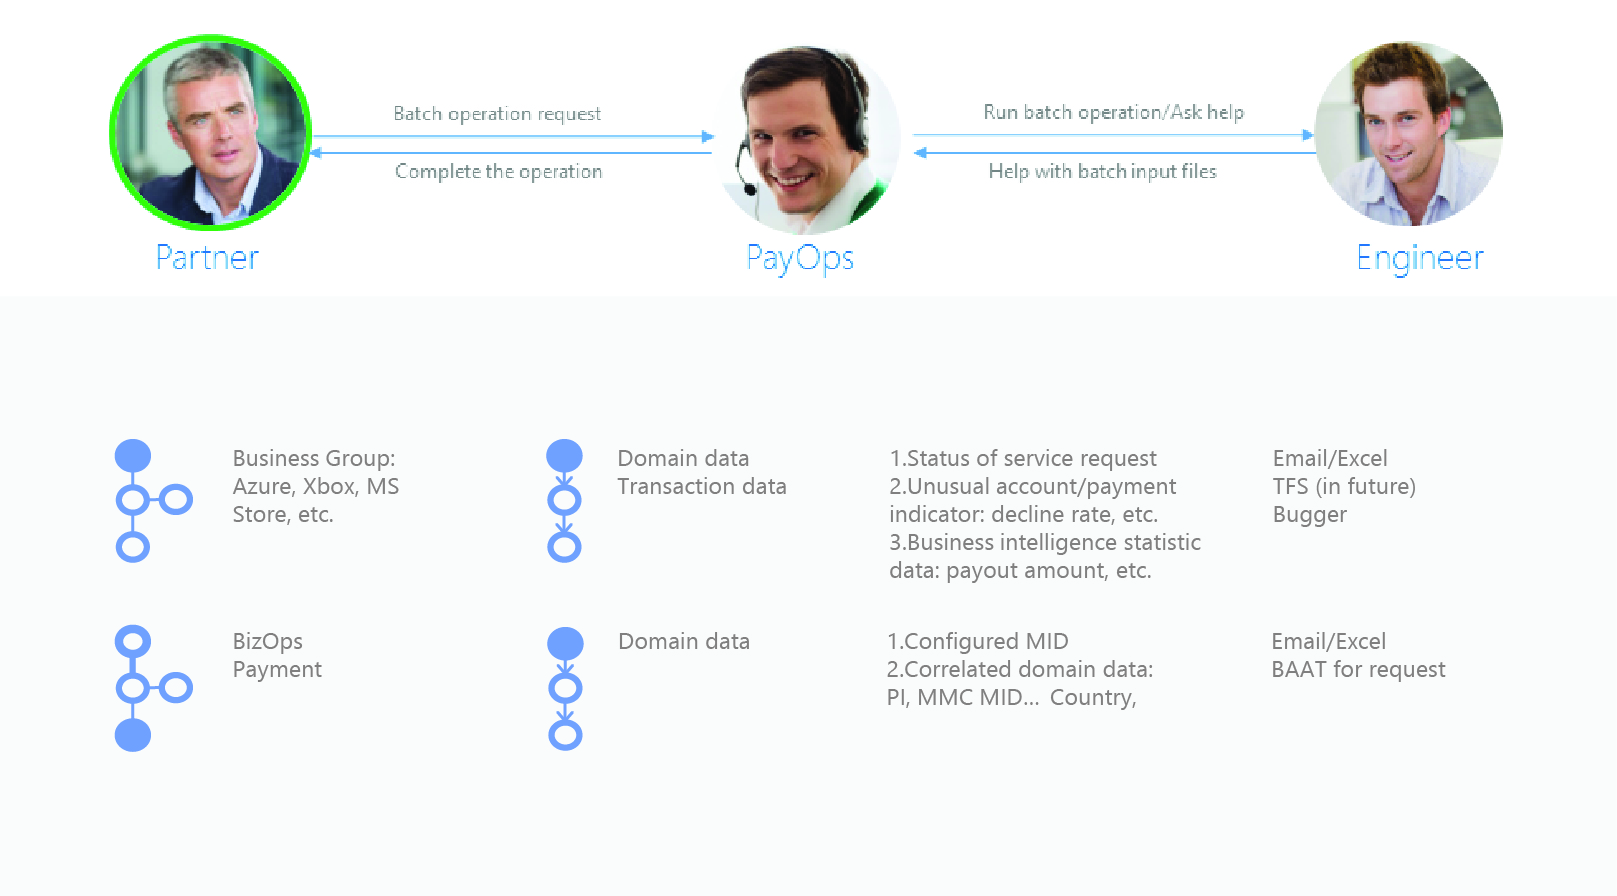 Batch operation request
Complete the operation
Run batch operation/Ask help
Help with batch input files
Partner
PayOps
Engineer
Business Group:
Azure, Xbox, MS
Store, etc.
Domain data
Transaction data
1.Status of service request
2.Unusual account/payment
indicator: decline rate, etc.
3.Business intelligence statistic
data: payout amount, etc.
Email/Excel
TFS (in future)
Bugger
BizOps
Payment
Domain data
1.Configured MID
2.Correlated domain data:
PI, MMC MID... Country,
Email/Excel
BAAT for request